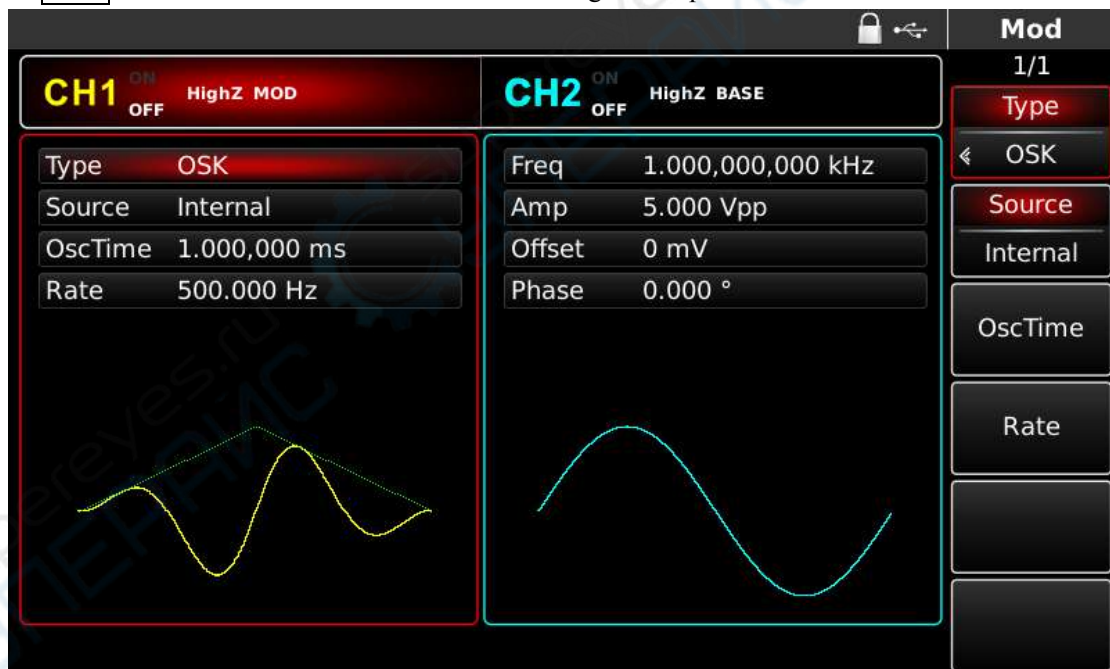 Mod
1/1
CH1 ON OFF HighZ MOD
CH2 ON OFF HighZ BASE
Type
OSK
Type OSK
Source Internal
OscTime 1.000,000 ms
Rate 500.000 Hz
Freq 1.000,000,000 kHz
Amp 5.000 Vpp
Offset 0 mV
Phase 0.000 °
Source
Internal
OscTime
Rate